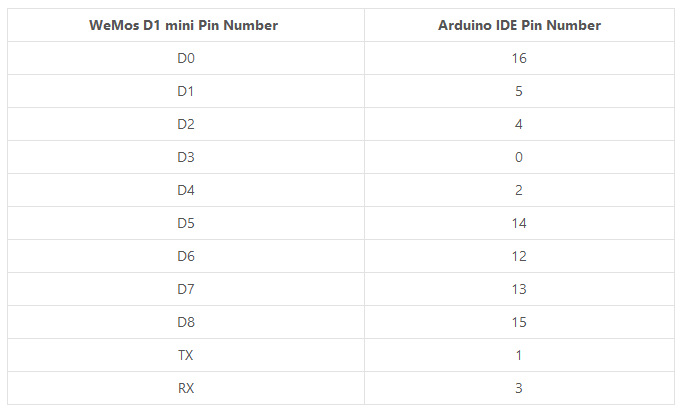 WeMos D1 mini Pin Number Arduino IDE Pin Number
D0 16
D1 5
D2 4
D3 0
D4 2
D5 14
D6 12
D7 13
D8 15
TX 1
RX 3